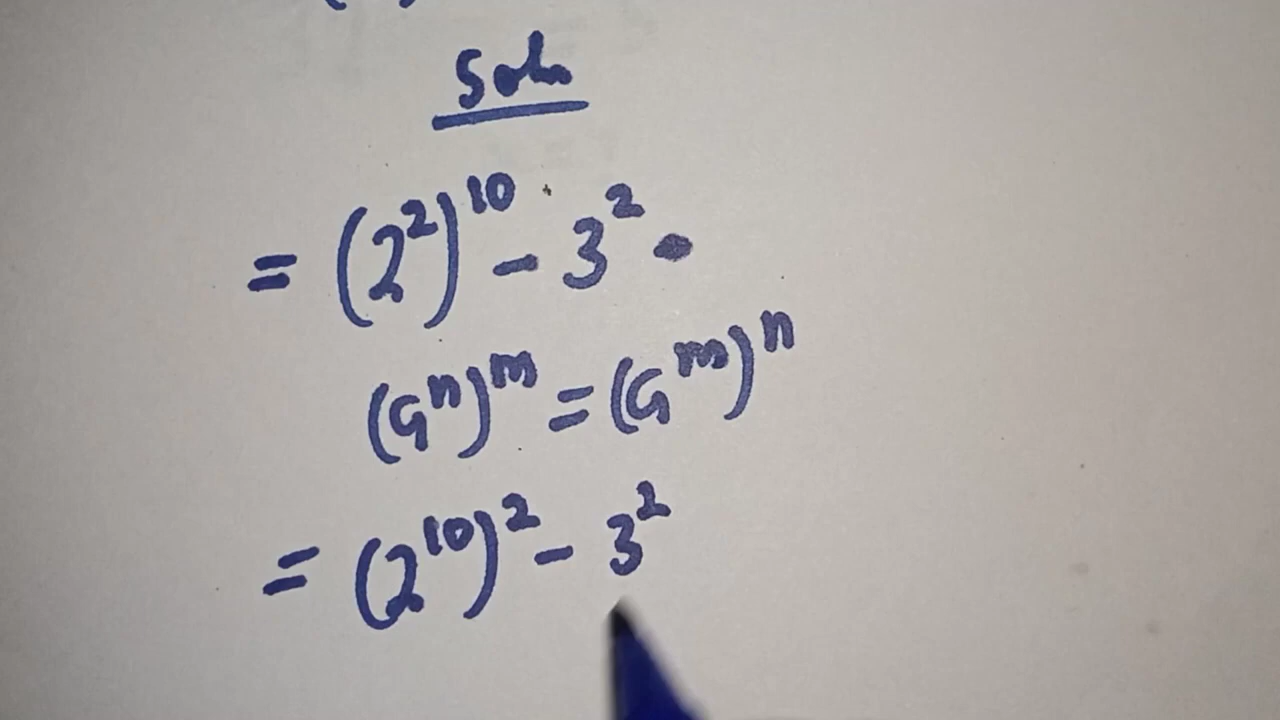 Soln
= (2²)¹⁰ - 3².
(aⁿ)ᵐ = (aᵐ)ⁿ
= (2¹⁰)² - 3²